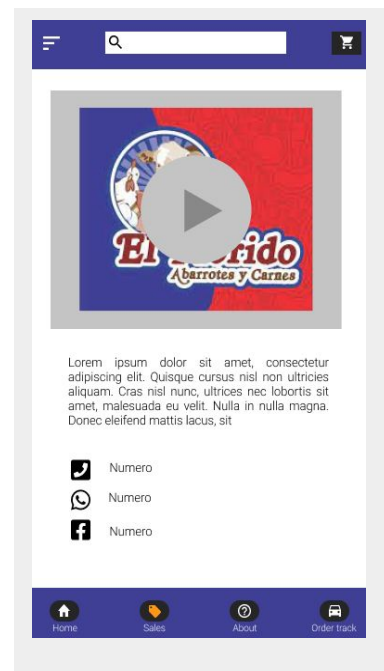 El
rido
Abarrotes y Carnes
Lorem ipsum dolor sit amet, consectetur
adipiscing elit. Quisque cursus nisl non ultricies
aliquam. Cras nisl nunc, ultrices nec lobortis sit
amet, malesuada eu velit. Nulla in nulla magna.
Donec eleifend mattis lacus, sit
Numero
Numero
Numero
Home
Sales
About
Order track